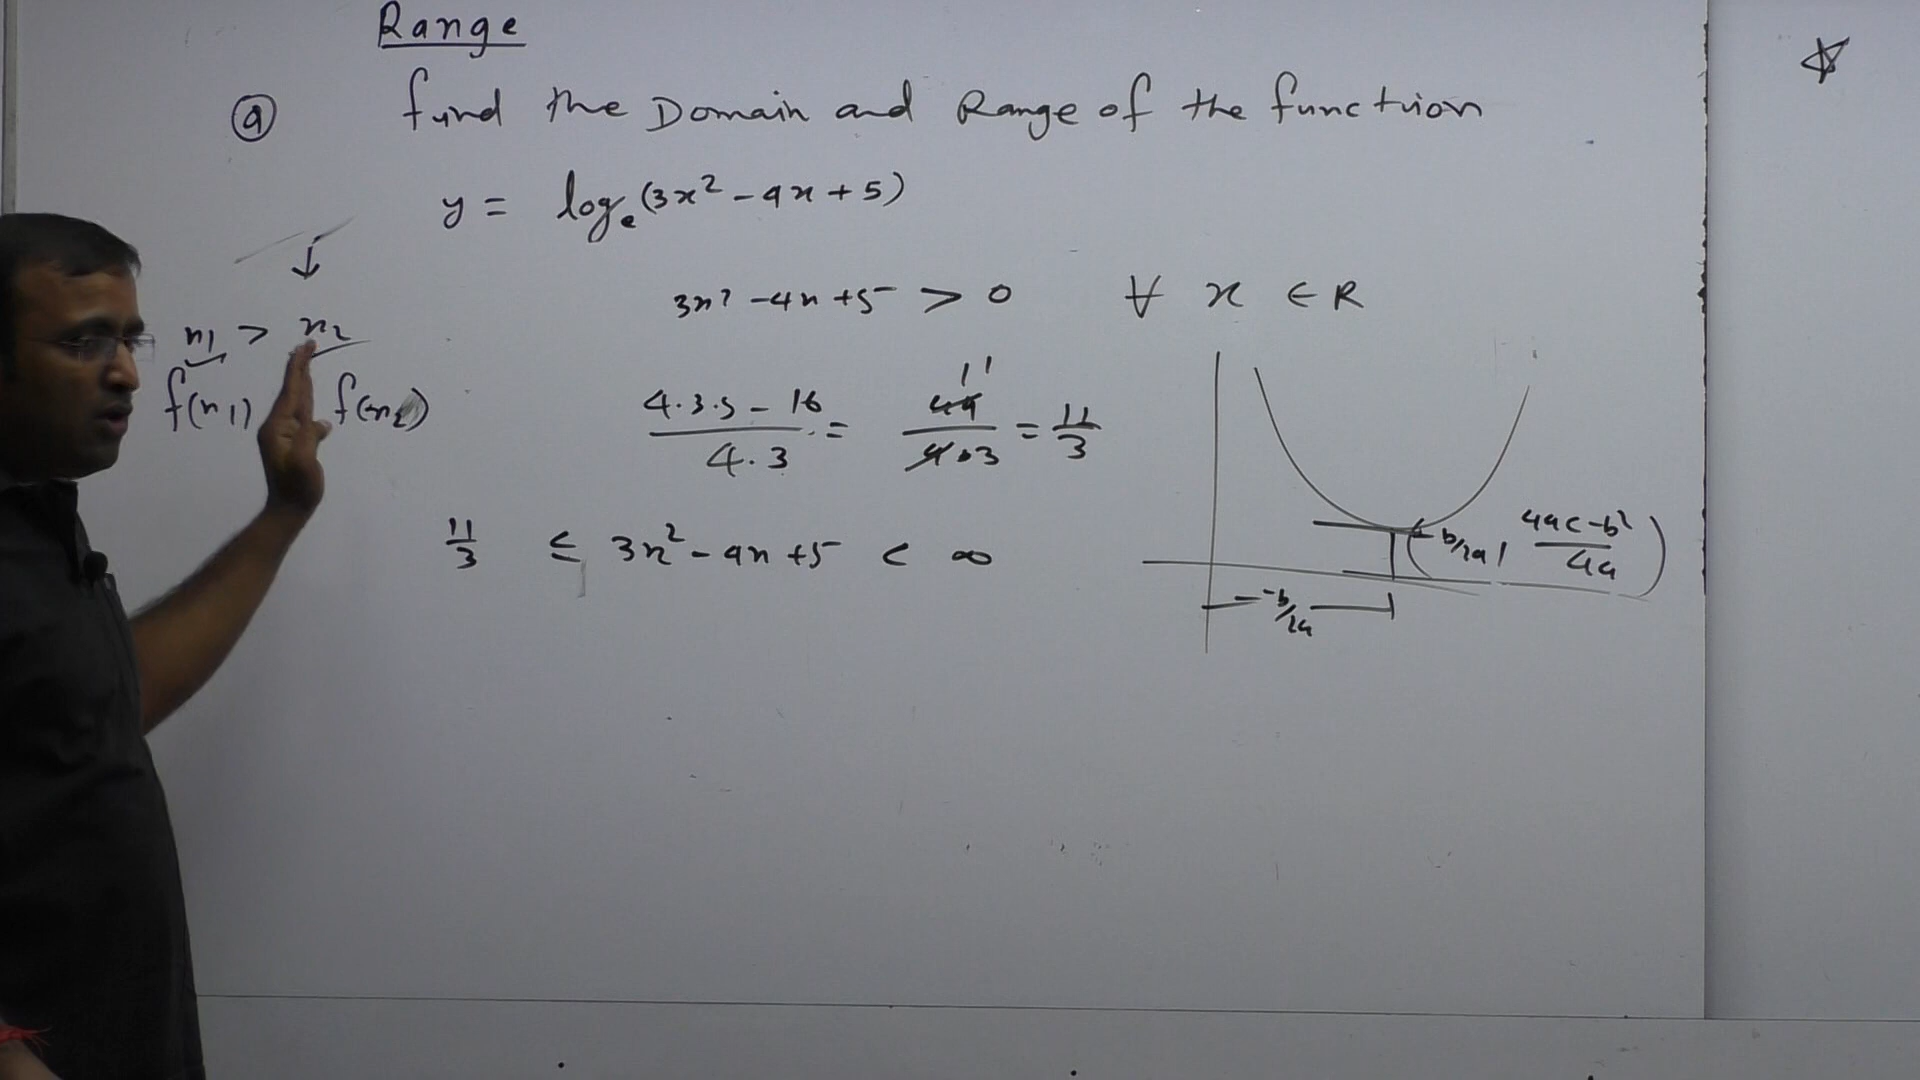 Range
(Q) Find the Domain and Range of the function
y = logₑ(3x² - 4x + 5)
3x² - 4x + 5 > 0 ∀ x ∈ R
x₁ > x₂
f(x₁) f(x₂)
(4.3.5 - 16)/(4.3) = 44/(4.3) = 11/3
11
11/3 ≤ 3x² - 4x + 5 < ∞
(-b/2a, (4ac - b²)/4a)
-b/2a